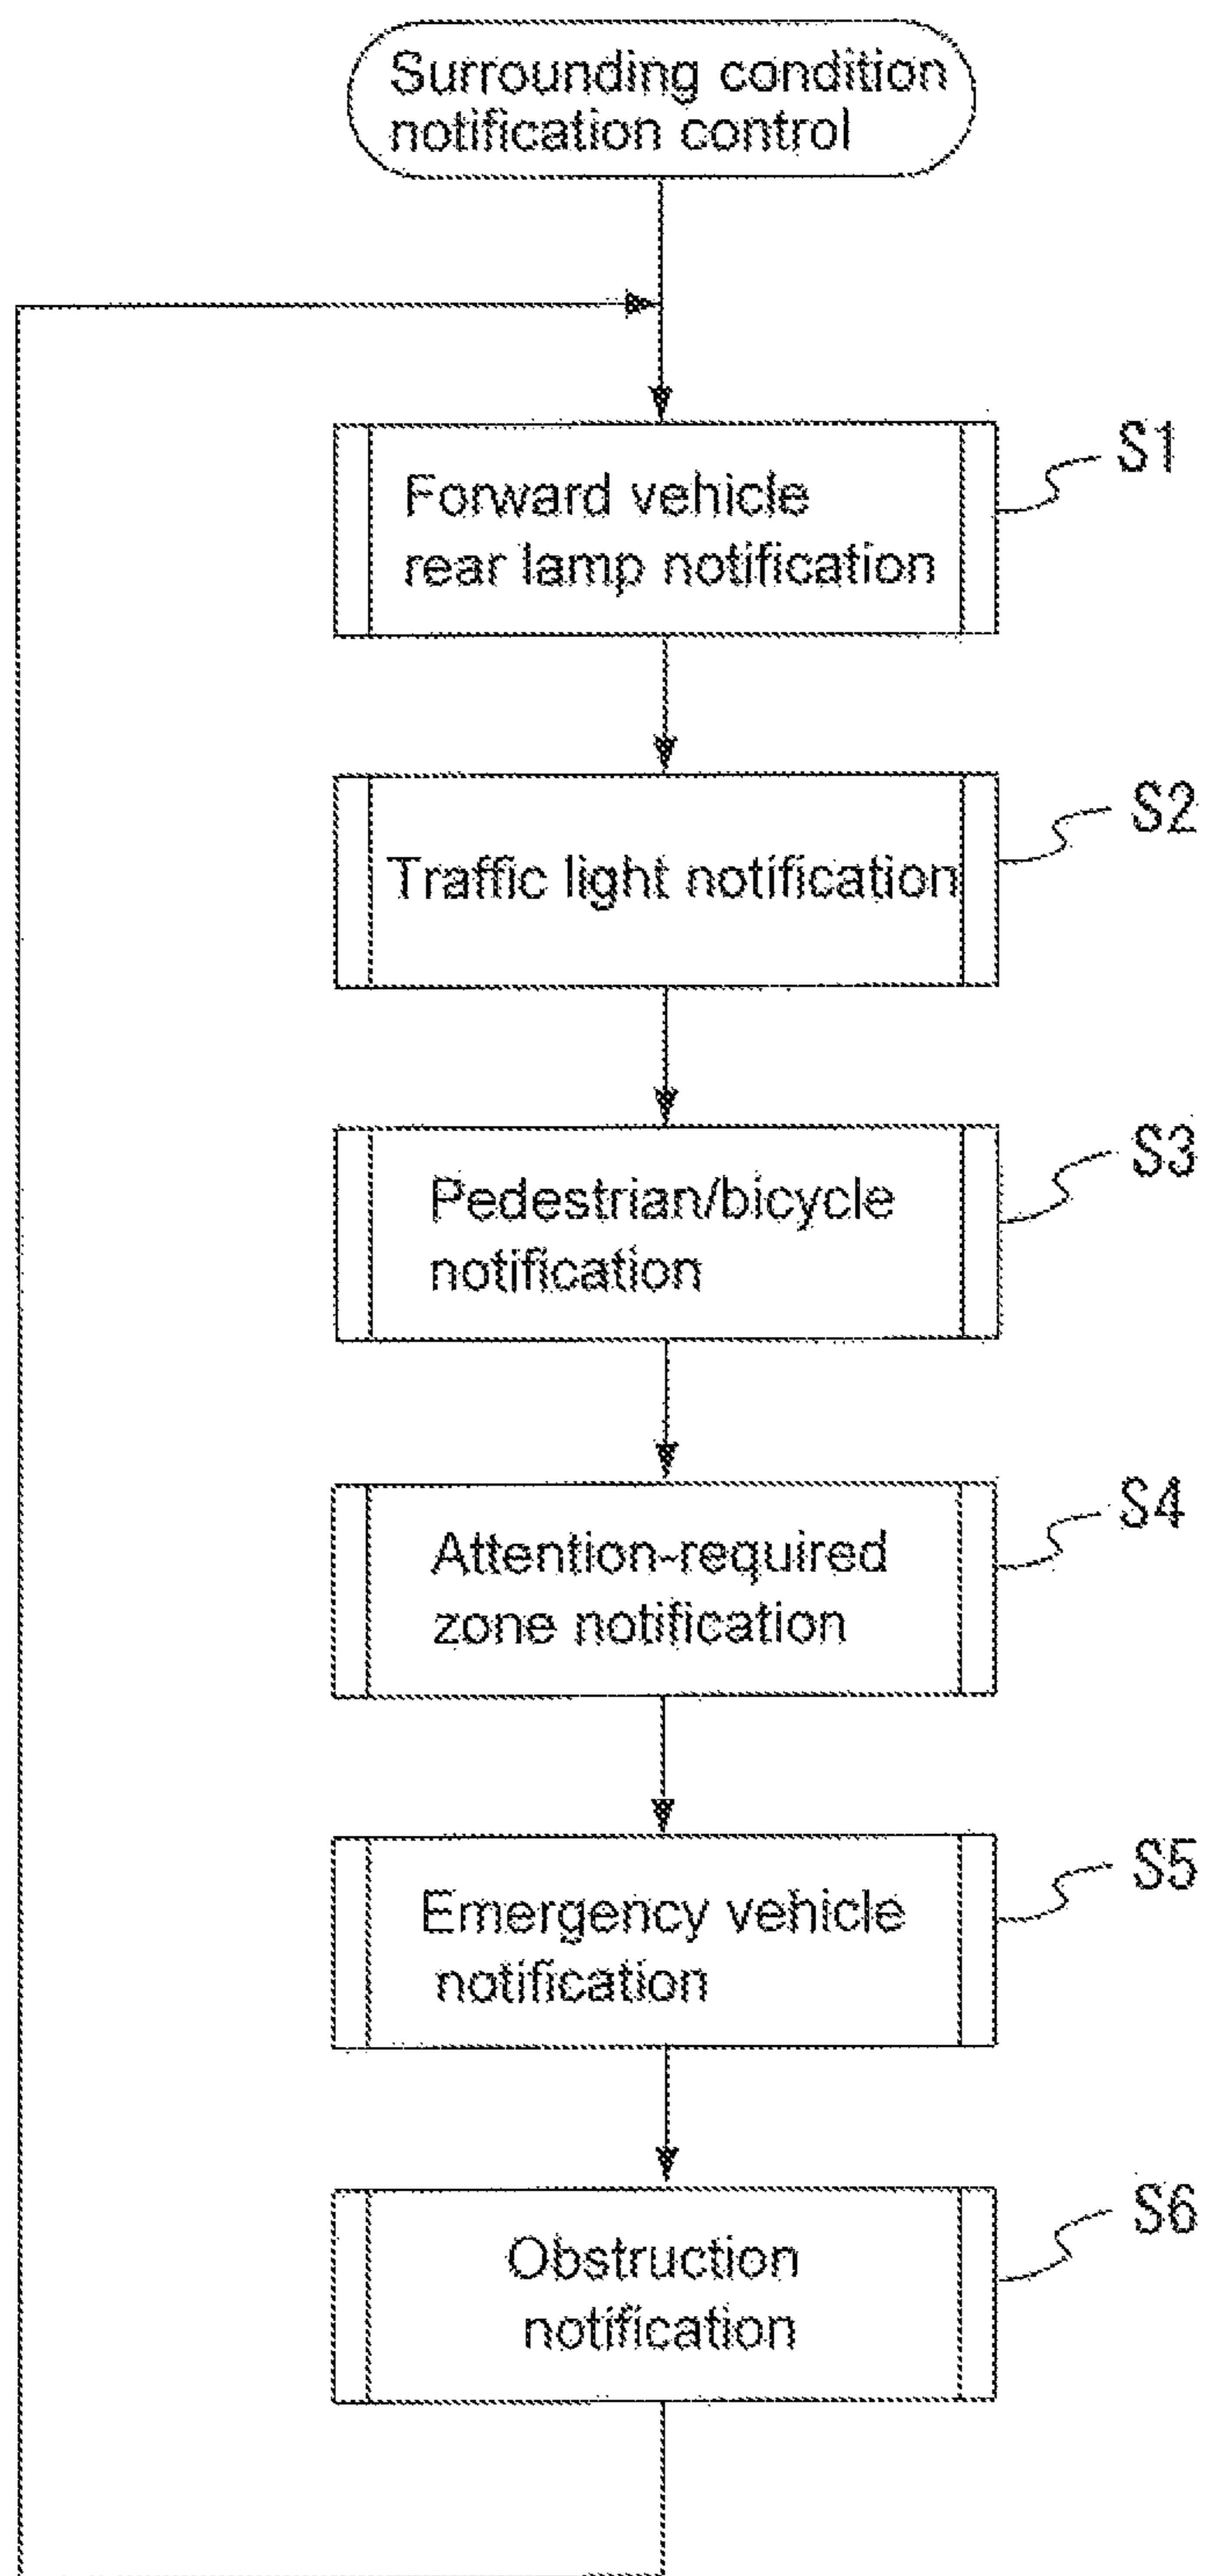 Surrounding condition
notification control
S1
Forward vehicle
rear lamp notification
S2
Traffic light notification
S3
Pedestrian/bicycle
notification
S4
Attention-required
zone notification
S5
Emergency vehicle
notification
S6
Obstruction
notification